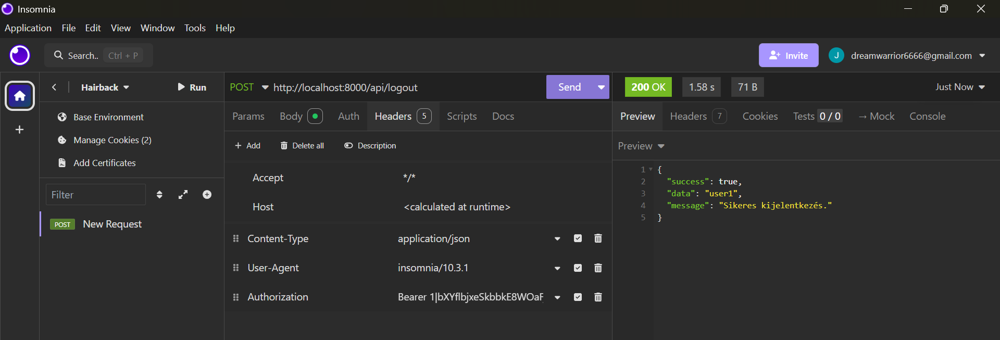 Insomnia
Application File Edit View Window Tools Help
Search.. Ctrl + P
Invite J dreamwarrior6666@gmail.com
Hairback Run
Base Environment
Manage Cookies (2)
Add Certificates
Filter
POST New Request
POST http://localhost:8000/api/logout Send
Params Body Auth Headers 5 Scripts Docs
+ Add Delete all Description
Accept */*
Host <calculated at runtime>
Content-Type application/json
User-Agent insomnia/10.3.1
Authorization Bearer 1|bXYflbjxeSkbbkE8WOaF
200 OK 1.58 s 71 B Just Now
Preview Headers 7 Cookies Tests 0 / 0 → Mock Console
Preview
1 {
2 "success": true,
3 "data": "user1",
4 "message": "Sikeres kijelentkezés."
5 }